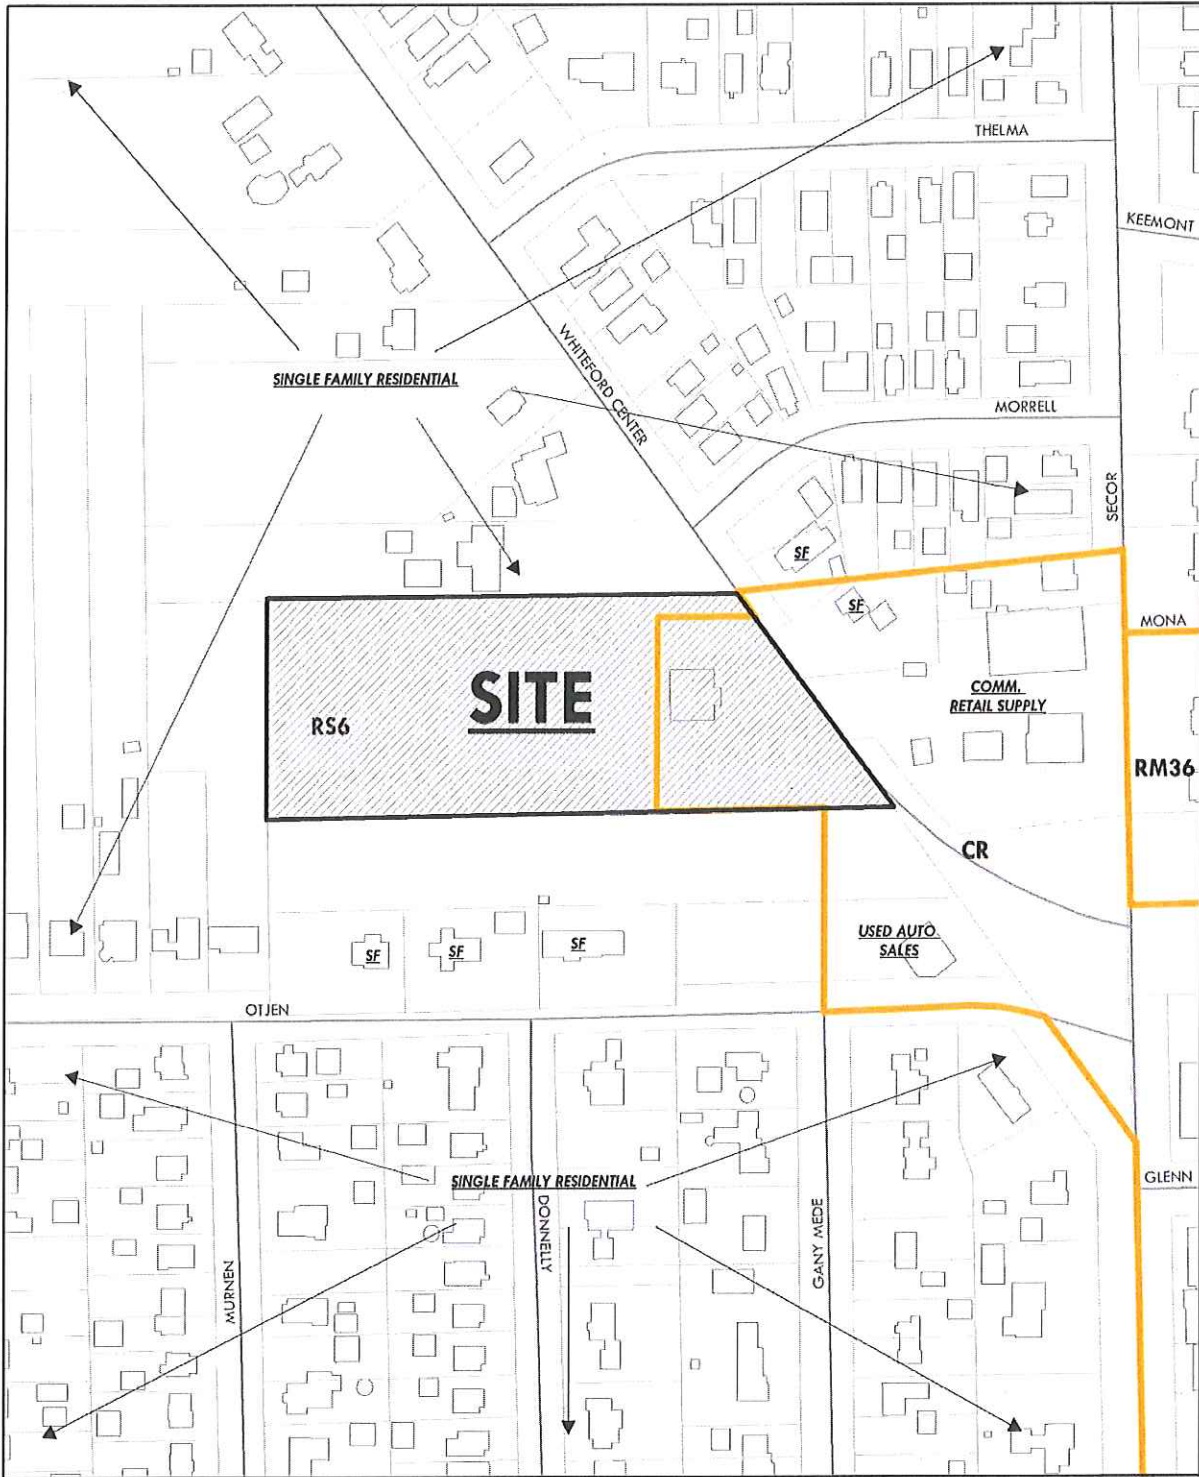 THELMA
KEEMONT
WHITEFORD CENTER
SINGLE FAMILY RESIDENTIAL
MORRELL
SECOR
SF
SF
MONA
SITE
COMM.
RETAIL SUPPLY
RS6
RM36
CR
USED AUTO
SALES
SF
SF
SF
OTJEN
SINGLE FAMILY RESIDENTIAL
GLENN
DONNELLY
GANY MEDE
MURNEN